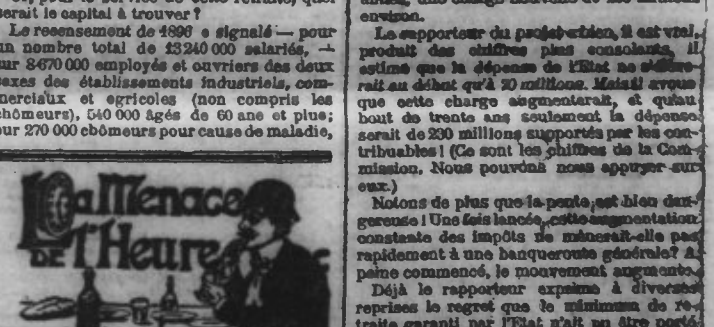 serait le capital à trouver ?
Le recensement de 1896 a signalé — pour
un nombre total de 13 240 000 salariés, —
sur 8 670 000 employés et ouvriers des deux
sexes des établissements industriels, com-
merciaux et agricoles (non compris les
chômeurs), 540 000 âgés de 60 ans et plus;
sur 270 000 chômeurs pour cause de maladie,
La Menace
DE l'Heure
environ.
Le rapporteur du projet a bien, il est vrai,
produit des chiffres plus consolants, il
estime que la dépense de l'Etat ne
rait au début qu'à 20 millions. Mais il avoue
que cette charge augmenterait, et qu'au
bout de trente ans seulement la dépense
serait de 230 millions supportés par les con-
tribuables ! (Ce sont les chiffres de la Com-
mission. Nous pouvons nous appuyer sur
eux.)
Notons de plus que la pente est bien dan-
gereuse ! Une fois lancée, cette augmentation
constante des impôts ne mènerait-elle pas
rapidement à une banqueroute générale? A
peine commencé, le mouvement augmente.
Déjà le rapporteur exprime à diverses
reprises le regret que le minimum de re-
traite garanti par l'Etat n'ait pu être porté